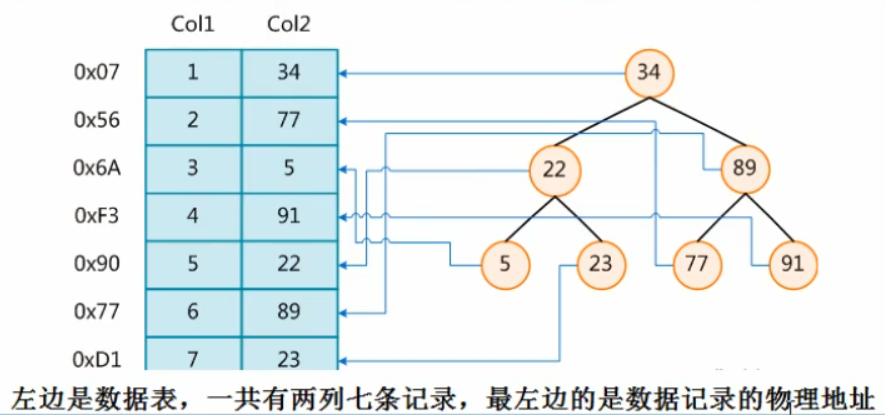 Col1 Col2
0x07 1 34 34
0x56 2 77
0x6A 3 5 22 89
0xF3 4 91
0x90 5 22 5 23 77 91
0x77 6 89
0xD1 7 23
左边是数据表，一共有两列七条记录，最左边的是数据记录的物理地址